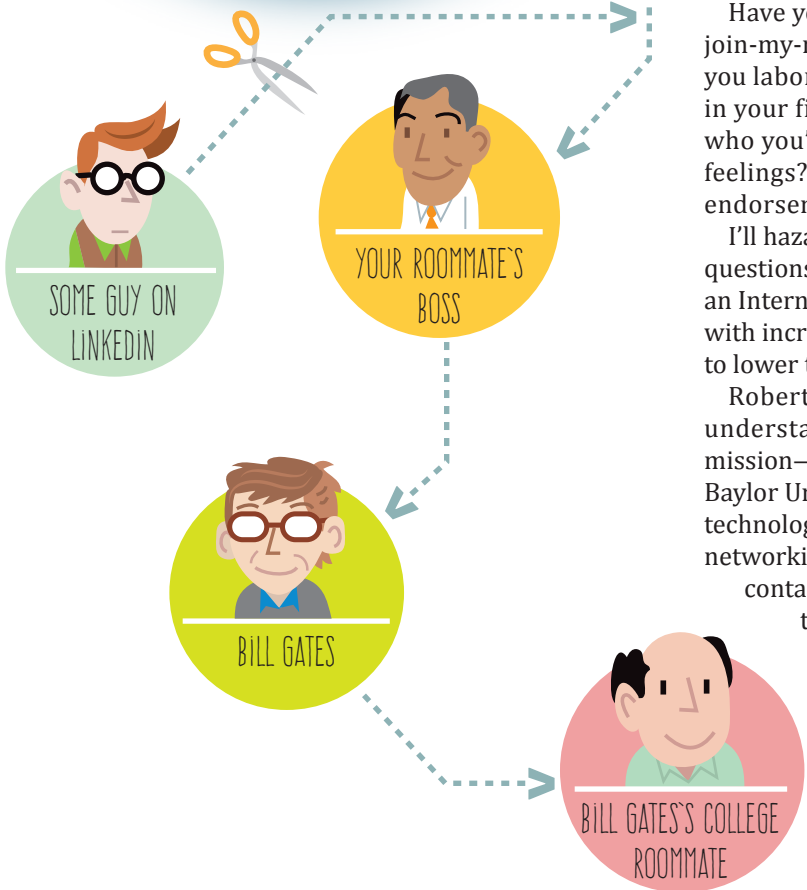 SOME GUY ON
LINKEDIN
YOUR ROOMMATE`S
BOSS
BILL GATES
BILL GATES`S COLLEGE
ROOMMATE
Have yo
join-my-n
you labor
in your fi
who you'
feelings?
endorsem
I'll haza
questions
an Intern
with incr
to lower t
Robert
understa
mission—
Baylor Un
technolog
networki
conta
t